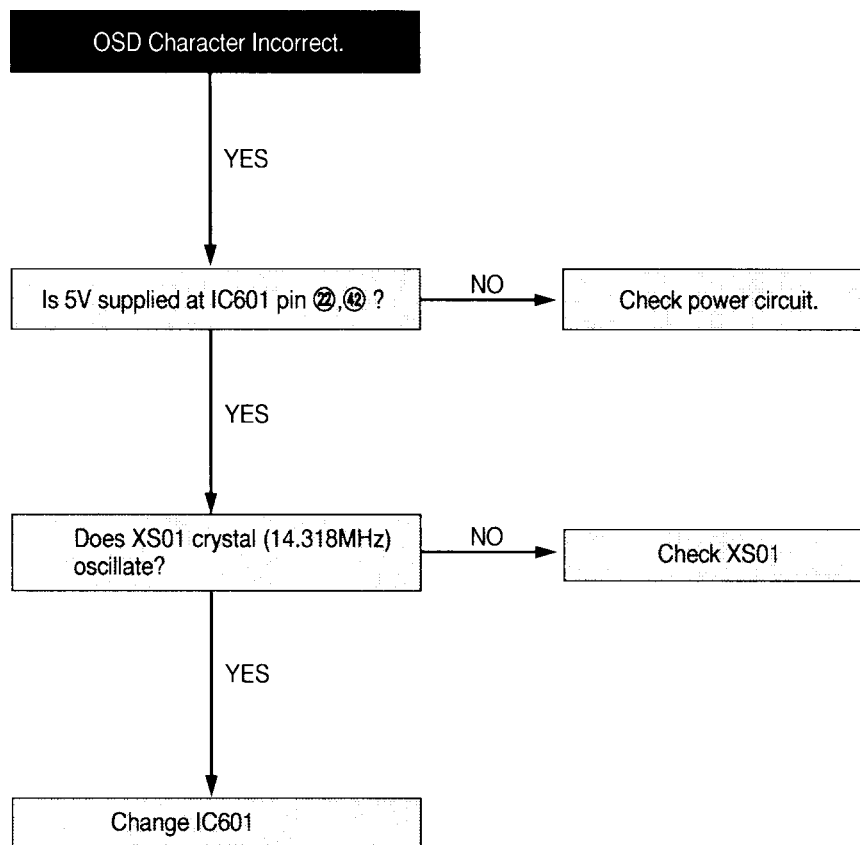 OSD Character Incorrect.
YES
Is 5V supplied at IC601 pin ㉒,㊷ ?
NO
Check power circuit.
YES
Does XS01 crystal (14.318MHz)
oscillate?
NO
Check XS01
YES
Change IC601